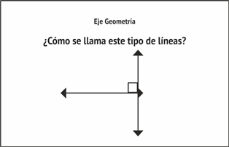 Eje Geometría
¿Cómo se llama este tipo de líneas?